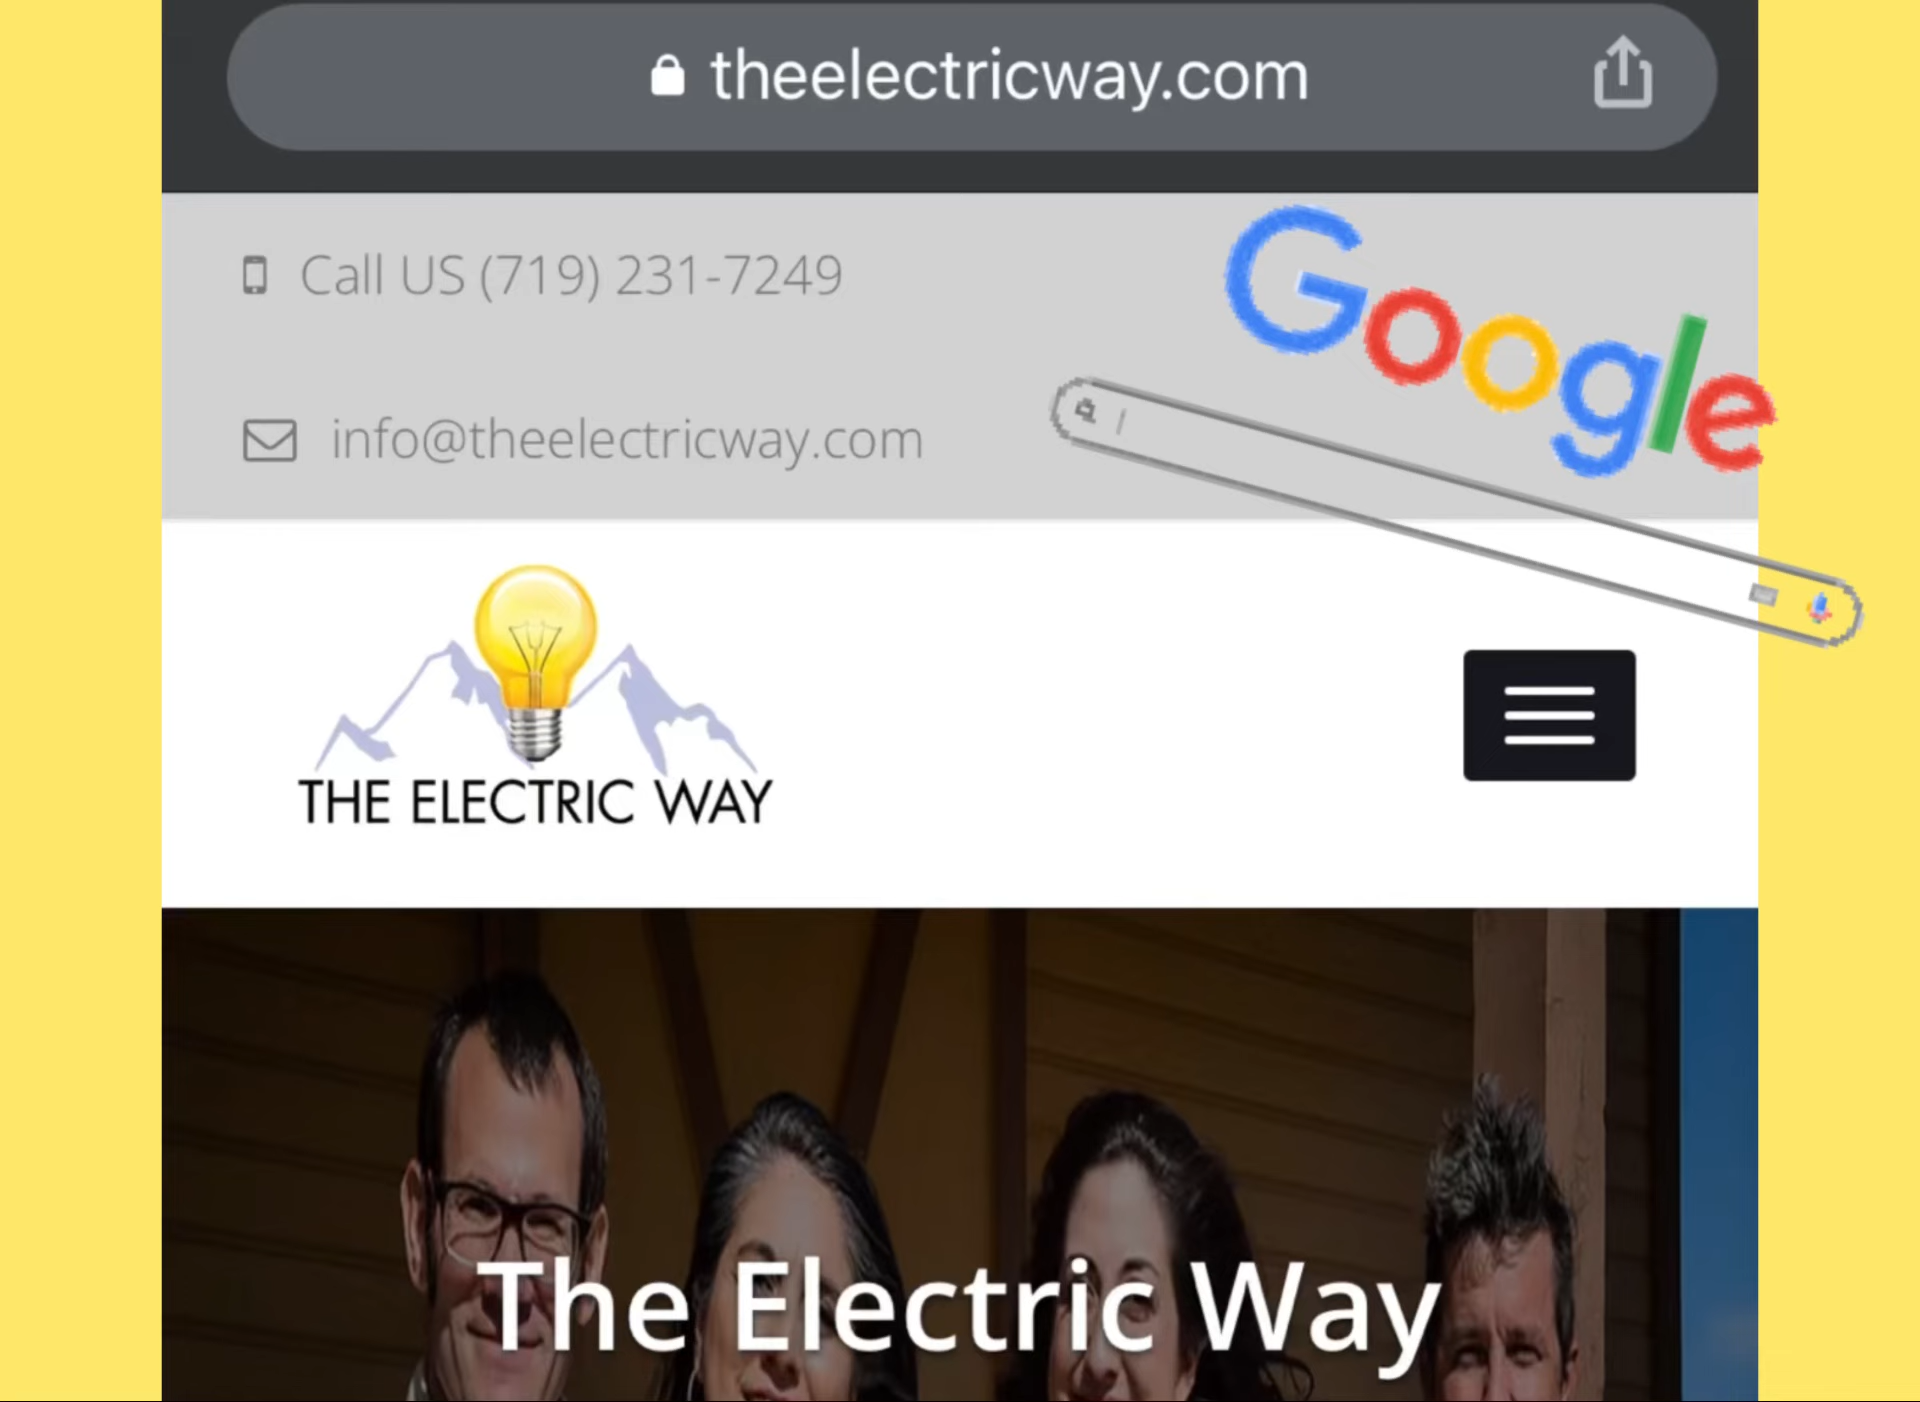 theelectricway.com
Call US (719) 231-7249
Google
info@theelectricway.com
THE ELECTRIC WAY
The Electric Way